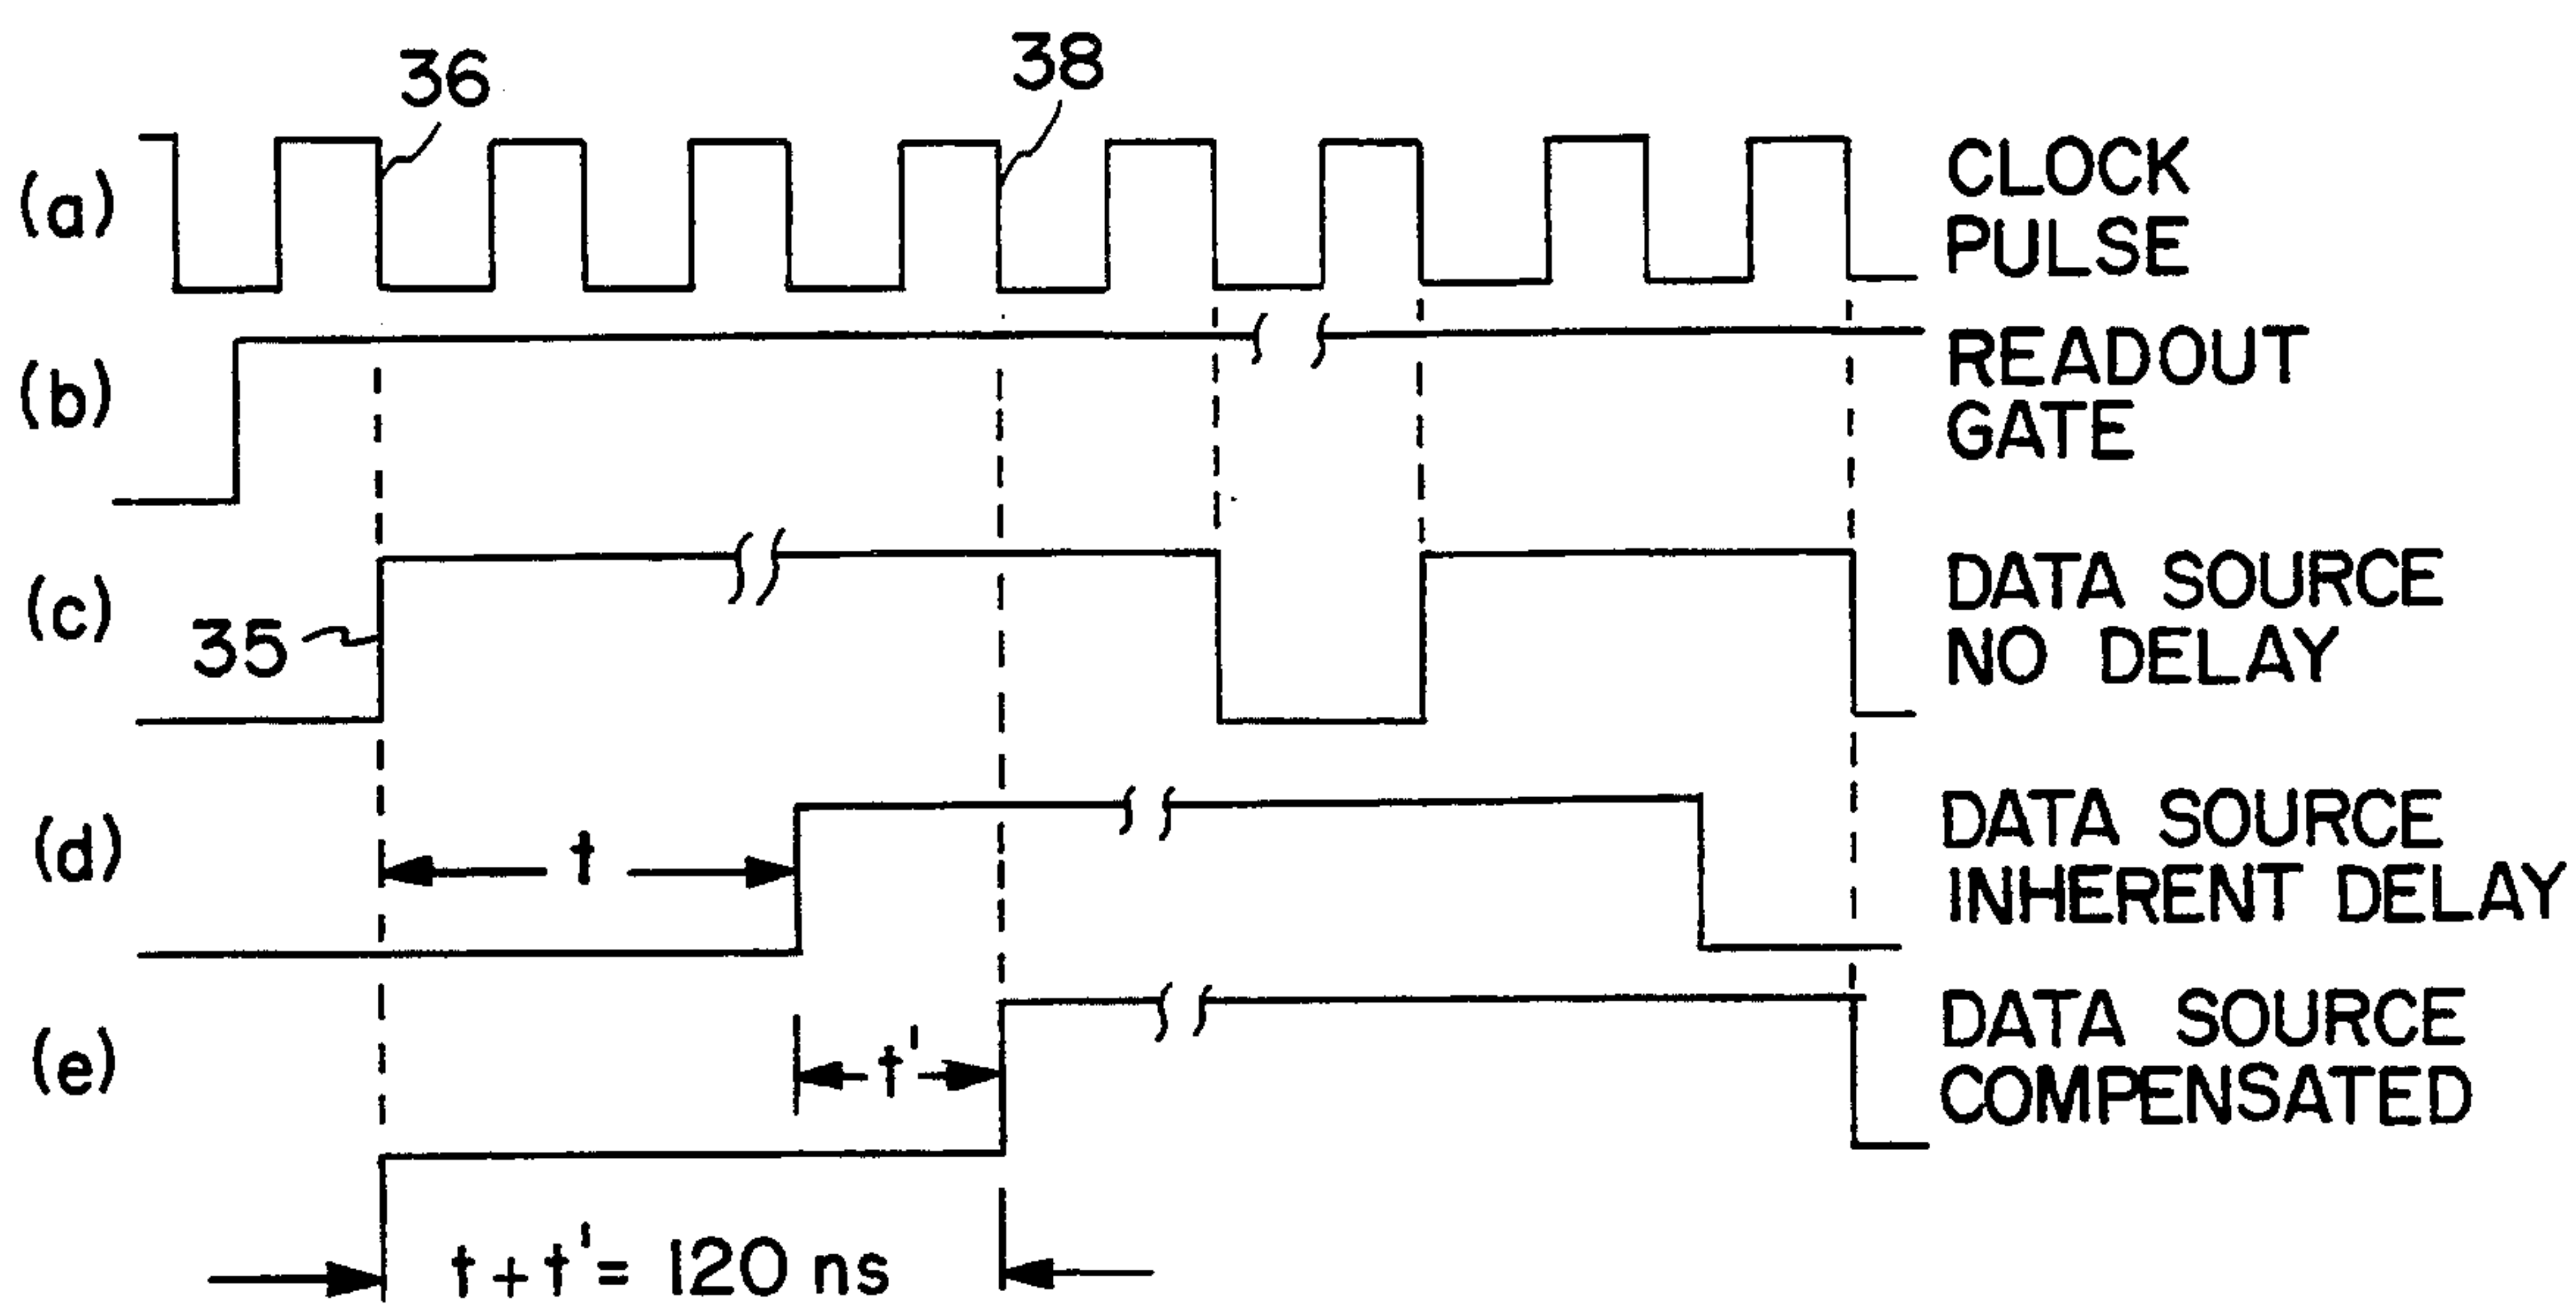 36
38
(a)
CLOCK
PULSE
(b)
READOUT
GATE
(c)
35
DATA SOURCE
NO DELAY
(d)
t
DATA SOURCE
INHERENT DELAY
(e)
t'
DATA SOURCE
COMPENSATED
t+t'= 120 ns